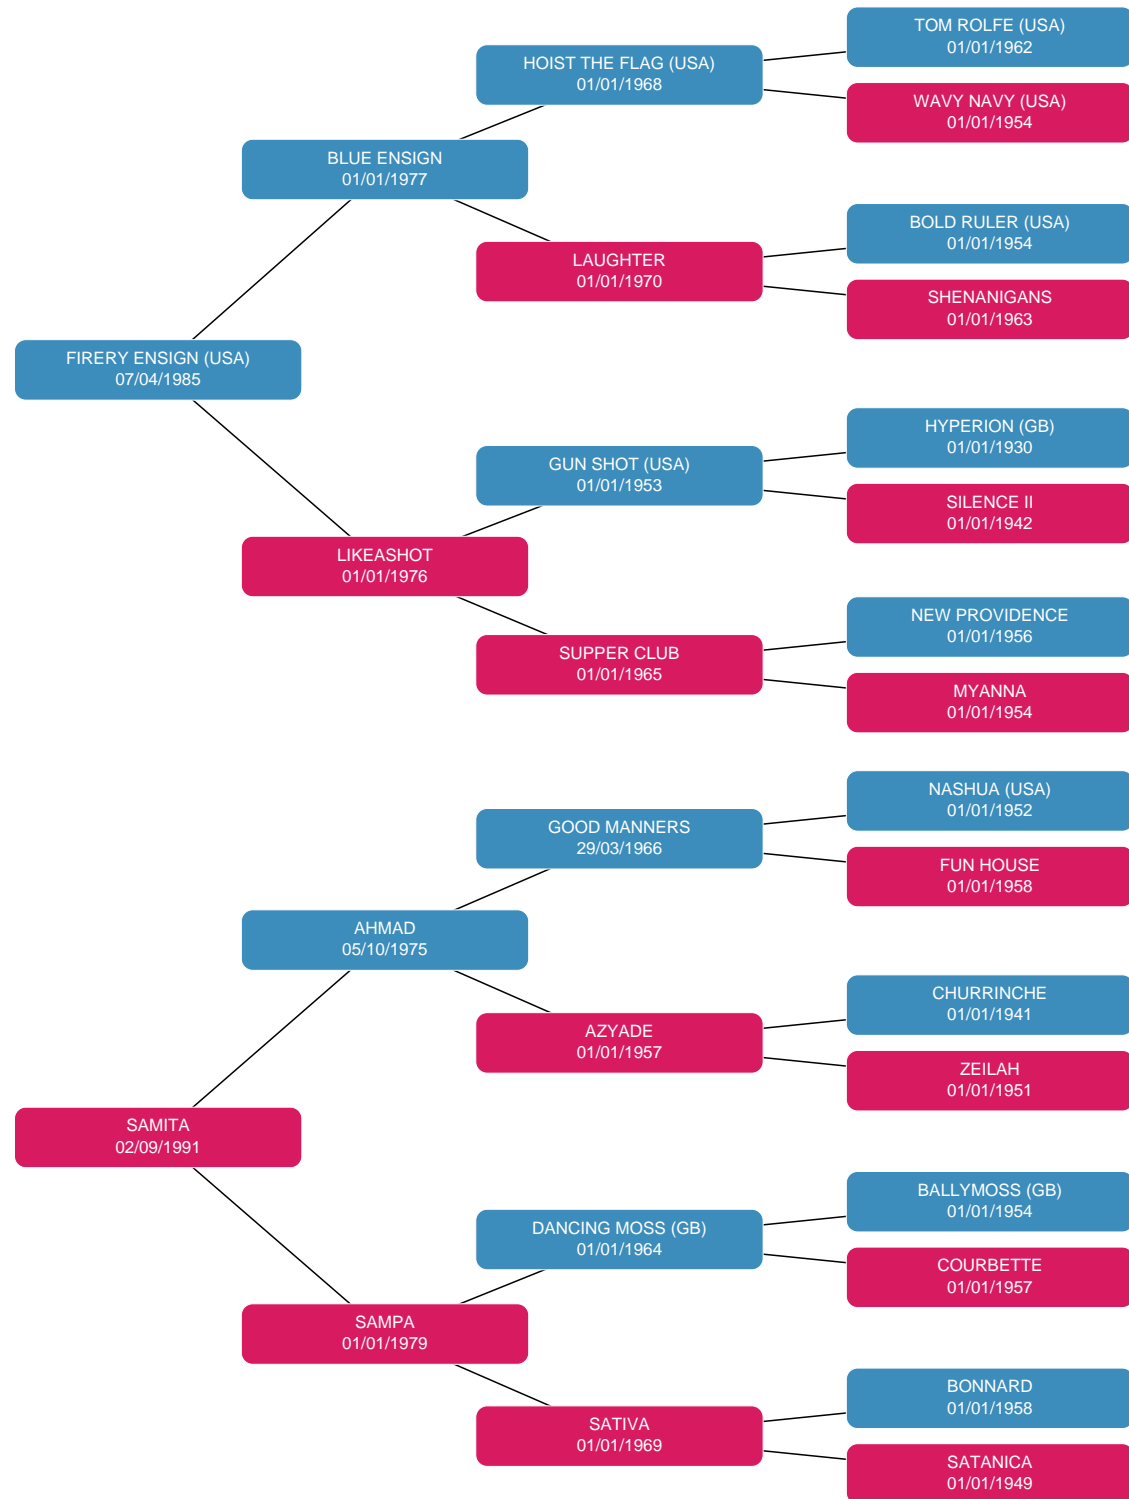 TOM ROLFE (USA)
01/01/1962
HOIST THE FLAG (USA)
01/01/1968
WAVY NAVY (USA)
01/01/1954
BLUE ENSIGN
01/01/1977
BOLD RULER (USA)
01/01/1954
LAUGHTER
01/01/1970
SHENANIGANS
01/01/1963
FIRERY ENSIGN (USA)
07/04/1985
HYPERION (GB)
01/01/1930
GUN SHOT (USA)
01/01/1953
SILENCE II
01/01/1942
LIKEASHOT
01/01/1976
NEW PROVIDENCE
01/01/1956
SUPPER CLUB
01/01/1965
MYANNA
01/01/1954
NASHUA (USA)
01/01/1952
GOOD MANNERS
29/03/1966
FUN HOUSE
01/01/1958
AHMAD
05/10/1975
CHURRINCHE
01/01/1941
AZYADE
01/01/1957
ZEILAH
01/01/1951
SAMITA
02/09/1991
BALLYMOSS (GB)
01/01/1954
DANCING MOSS (GB)
01/01/1964
COURBETTE
01/01/1957
SAMPA
01/01/1979
BONNARD
01/01/1958
SATIVA
01/01/1969
SATANICA
01/01/1949